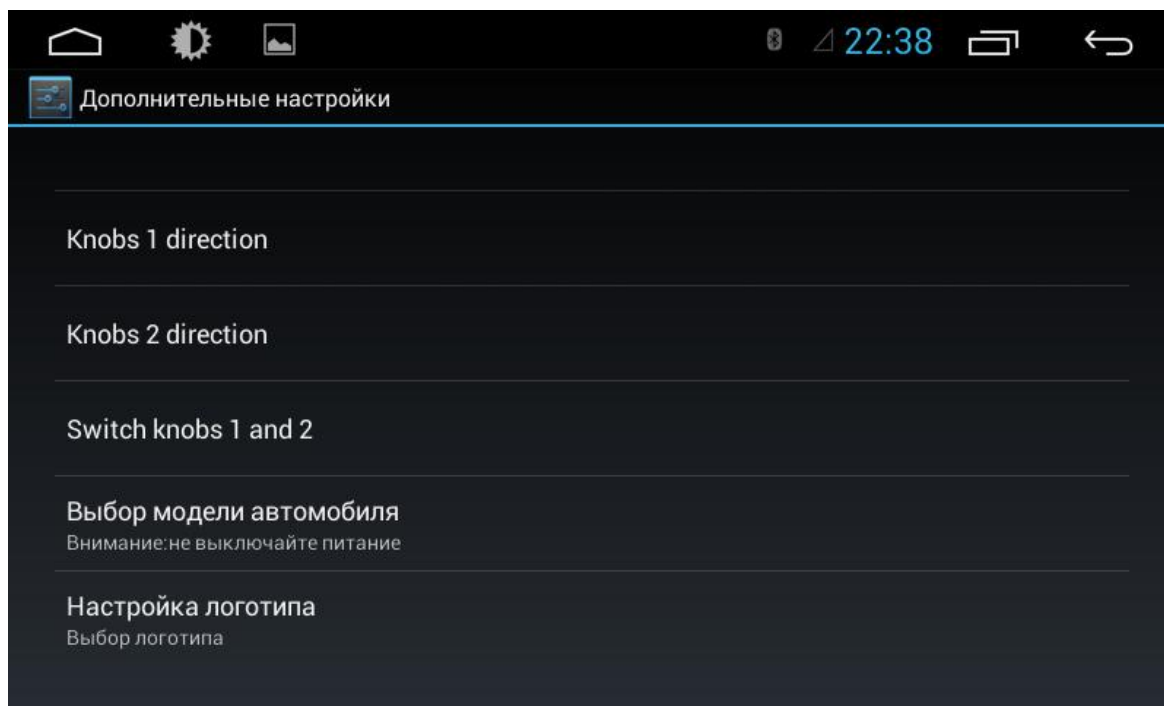 22:38
Дополнительные настройки
Knobs 1 direction
Knobs 2 direction
Switch knobs 1 and 2
Выбор модели автомобиля
Внимание:не выключайте питание
Настройка логотипа
Выбор логотипа